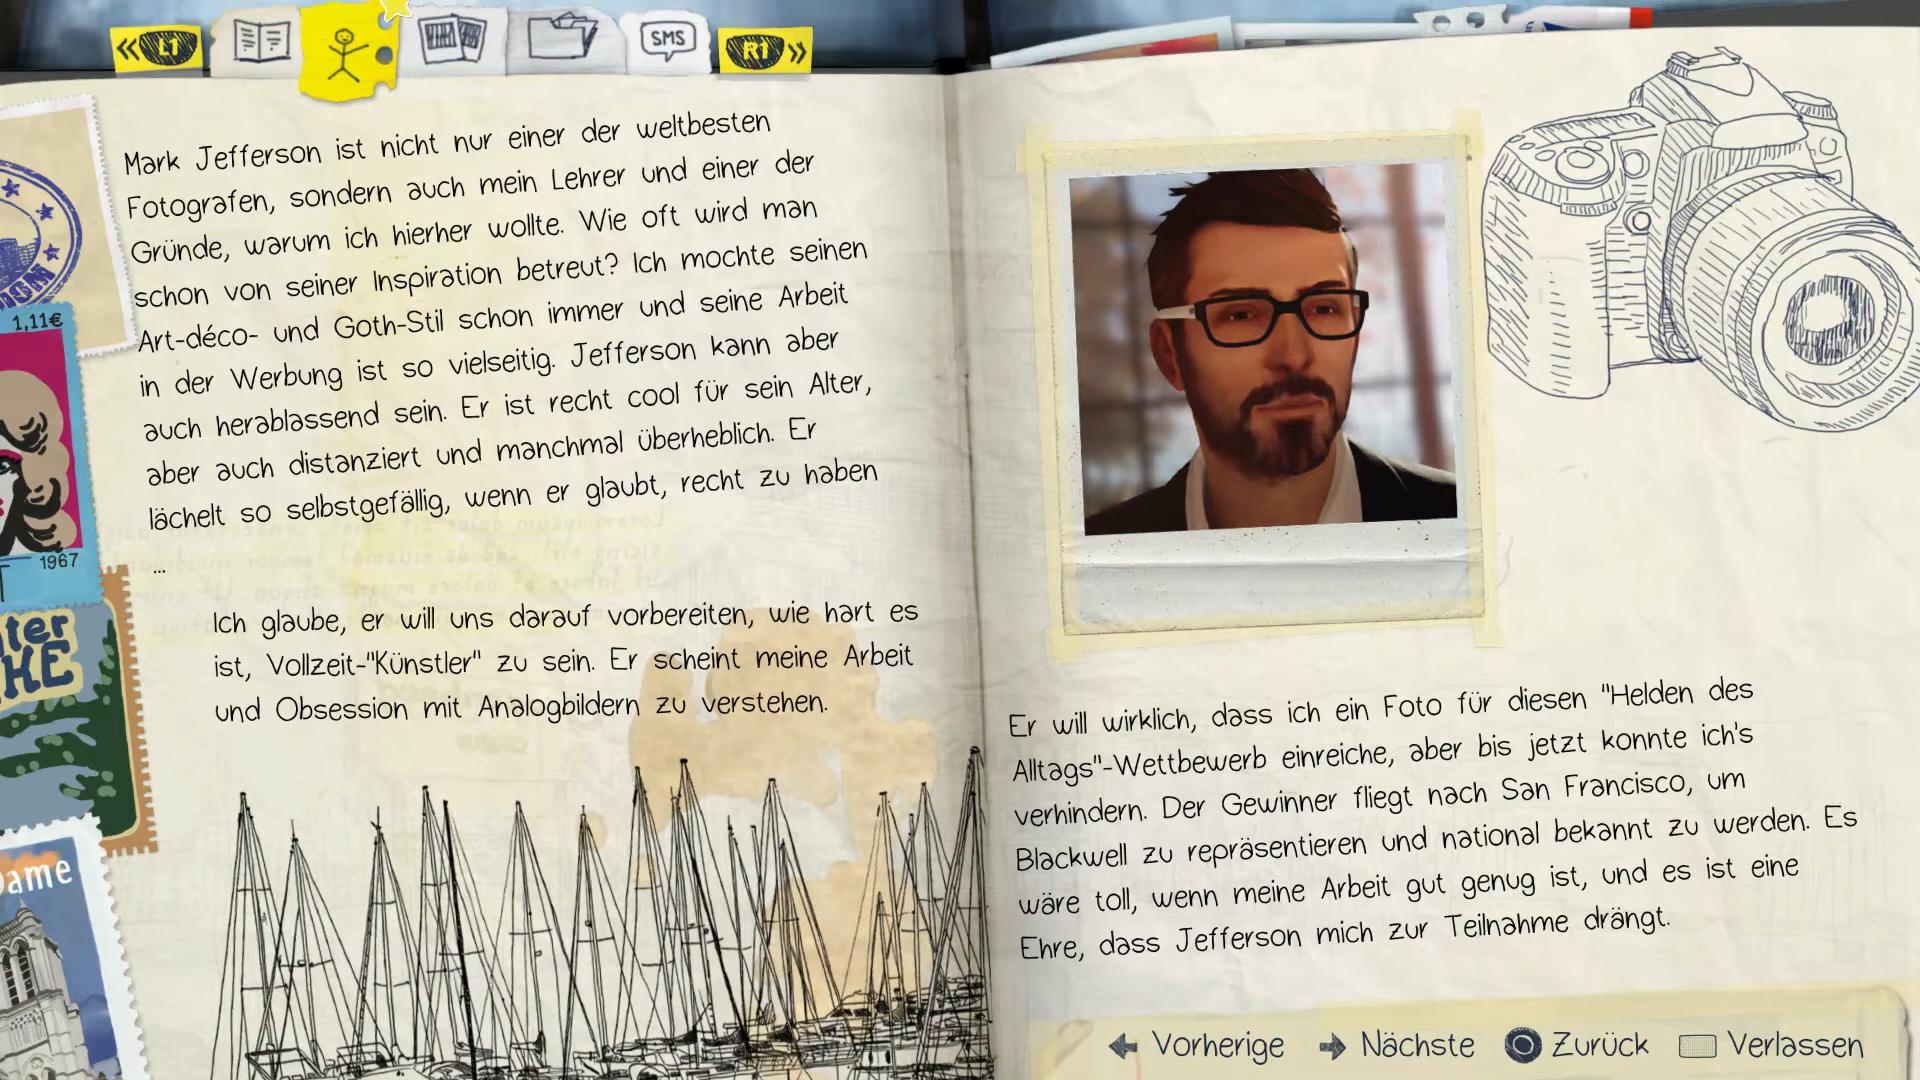 L1
SMS
R1
Mark Jefferson ist nicht nur einer der weltbesten
Fotografen, sondern auch mein Lehrer und einer der
Gründe, warum ich hierher wollte. Wie oft wird man
schon von seiner Inspiration betreut? Ich mochte seinen
Art-déco- und Goth-Stil schon immer und seine Arbeit
in der Werbung ist so vielseitig. Jefferson kann aber
auch herablassend sein. Er ist recht cool für sein Alter,
aber auch distanziert und manchmal überheblich. Er
lächelt so selbstgefällig, wenn er glaubt, recht zu haben
...
Ich glaube, er will uns darauf vorbereiten, wie hart es
ist, Vollzeit-"Künstler" zu sein. Er scheint meine Arbeit
und Obsession mit Analogbildern zu verstehen.
1,11€
1967
Er will wirklich, dass ich ein Foto für diesen "Helden des
Alltags"-Wettbewerb einreiche, aber bis jetzt konnte ich's
verhindern. Der Gewinner fliegt nach San Francisco, um
Blackwell zu repräsentieren und national bekannt zu werden. Es
wäre toll, wenn meine Arbeit gut genug ist, und es ist eine
Ehre, dass Jefferson mich zur Teilnahme drängt.
Vorherige Nächste Zurück Verlassen